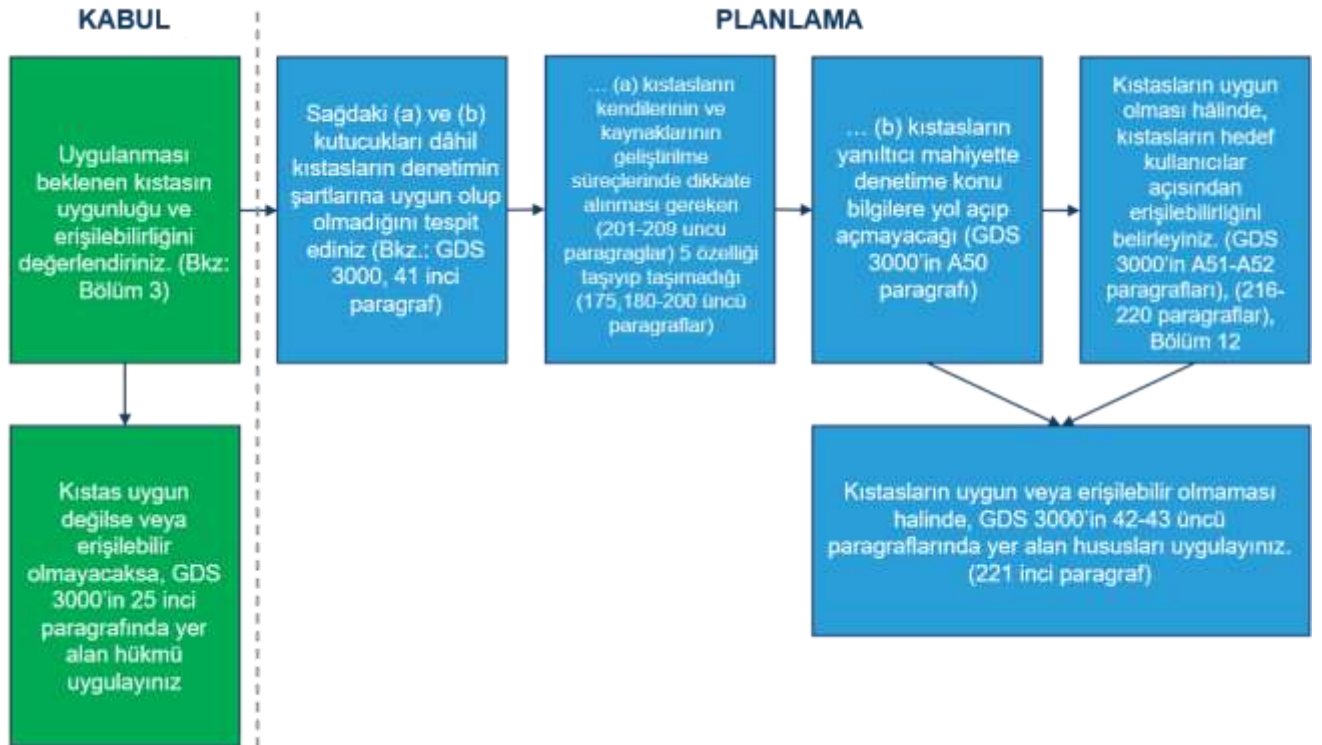 KABUL
PLANLAMA
Uygulanması
beklenen kıstasın
uygunluğu ve
erişilebilirliğini
değerlendiriniz. (Bkz:
Bölüm 3)
Sağdaki (a) ve (b)
kutucukları dâhil
kıstasların denetimin
şartlarına uygun olup
olmadığını tespit
ediniz (Bkz.: GDS
3000, 41 inci
paragraf)
... (a) kıstasların
kendilerinin ve
kaynaklarının
geliştirilme
süreçlerinde dikkate
alınması gereken
(201-209 uncu
paragraglar) 5 özelliği
taşıyıp taşımadığı
(175,180-200 üncü
paragraflar)
... (b) kıstasların
yanıltıcı mahiyette
denetime konu
bilgilere yol açıp
açmayacağı (GDS
3000'in A50
paragrafı)
Kıstasların uygun
olması hâlinde,
kıstasların hedef
kullanıcılar
açısından
erişilebilirliğini
belirleyiniz. (GDS
3000'in A51-A52
paragrafları), (216-
220 paragraflar),
Bölüm 12
Kıstas uygun
değilse veya
erişilebilir
olmayacaksa, GDS
3000'in 25 inci
paragrafında yer
alan hükmü
uygulayınız
Kıstasların uygun veya erişilebilir olmaması
halinde, GDS 3000'in 42-43 üncü
paragraflarında yer alan hususları uygulayınız.
(221 inci paragraf)